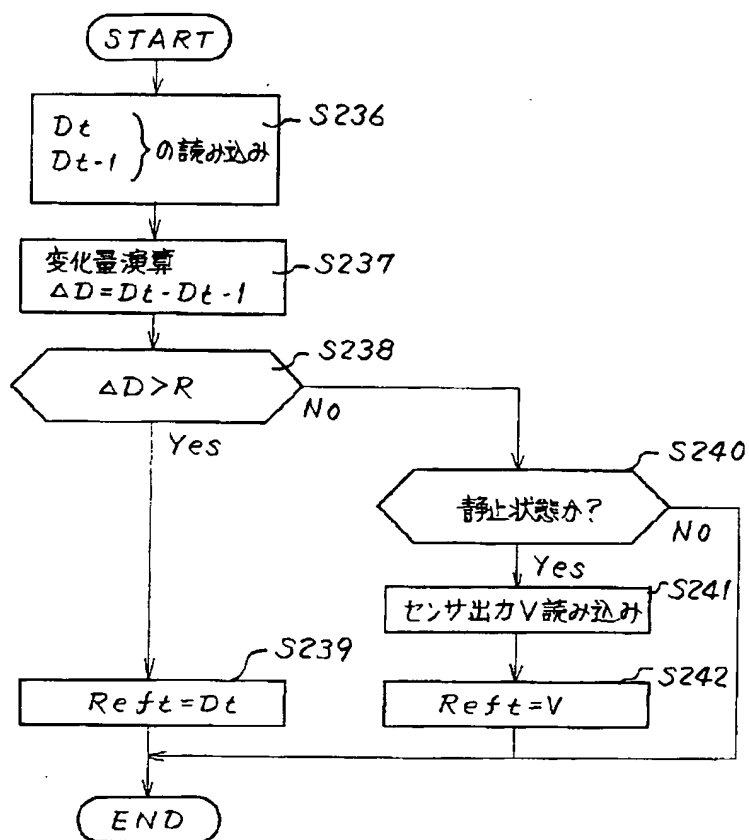 START
Dt
Dt-1
の読み込み
S236
変化量演算
ΔD=Dt-Dt-1
S237
ΔD>R
S238
No
Yes
静止状態か?
S240
No
Yes
センサ出力V読み込み
S241
Reft=Dt
S239
Reft=V
S242
END